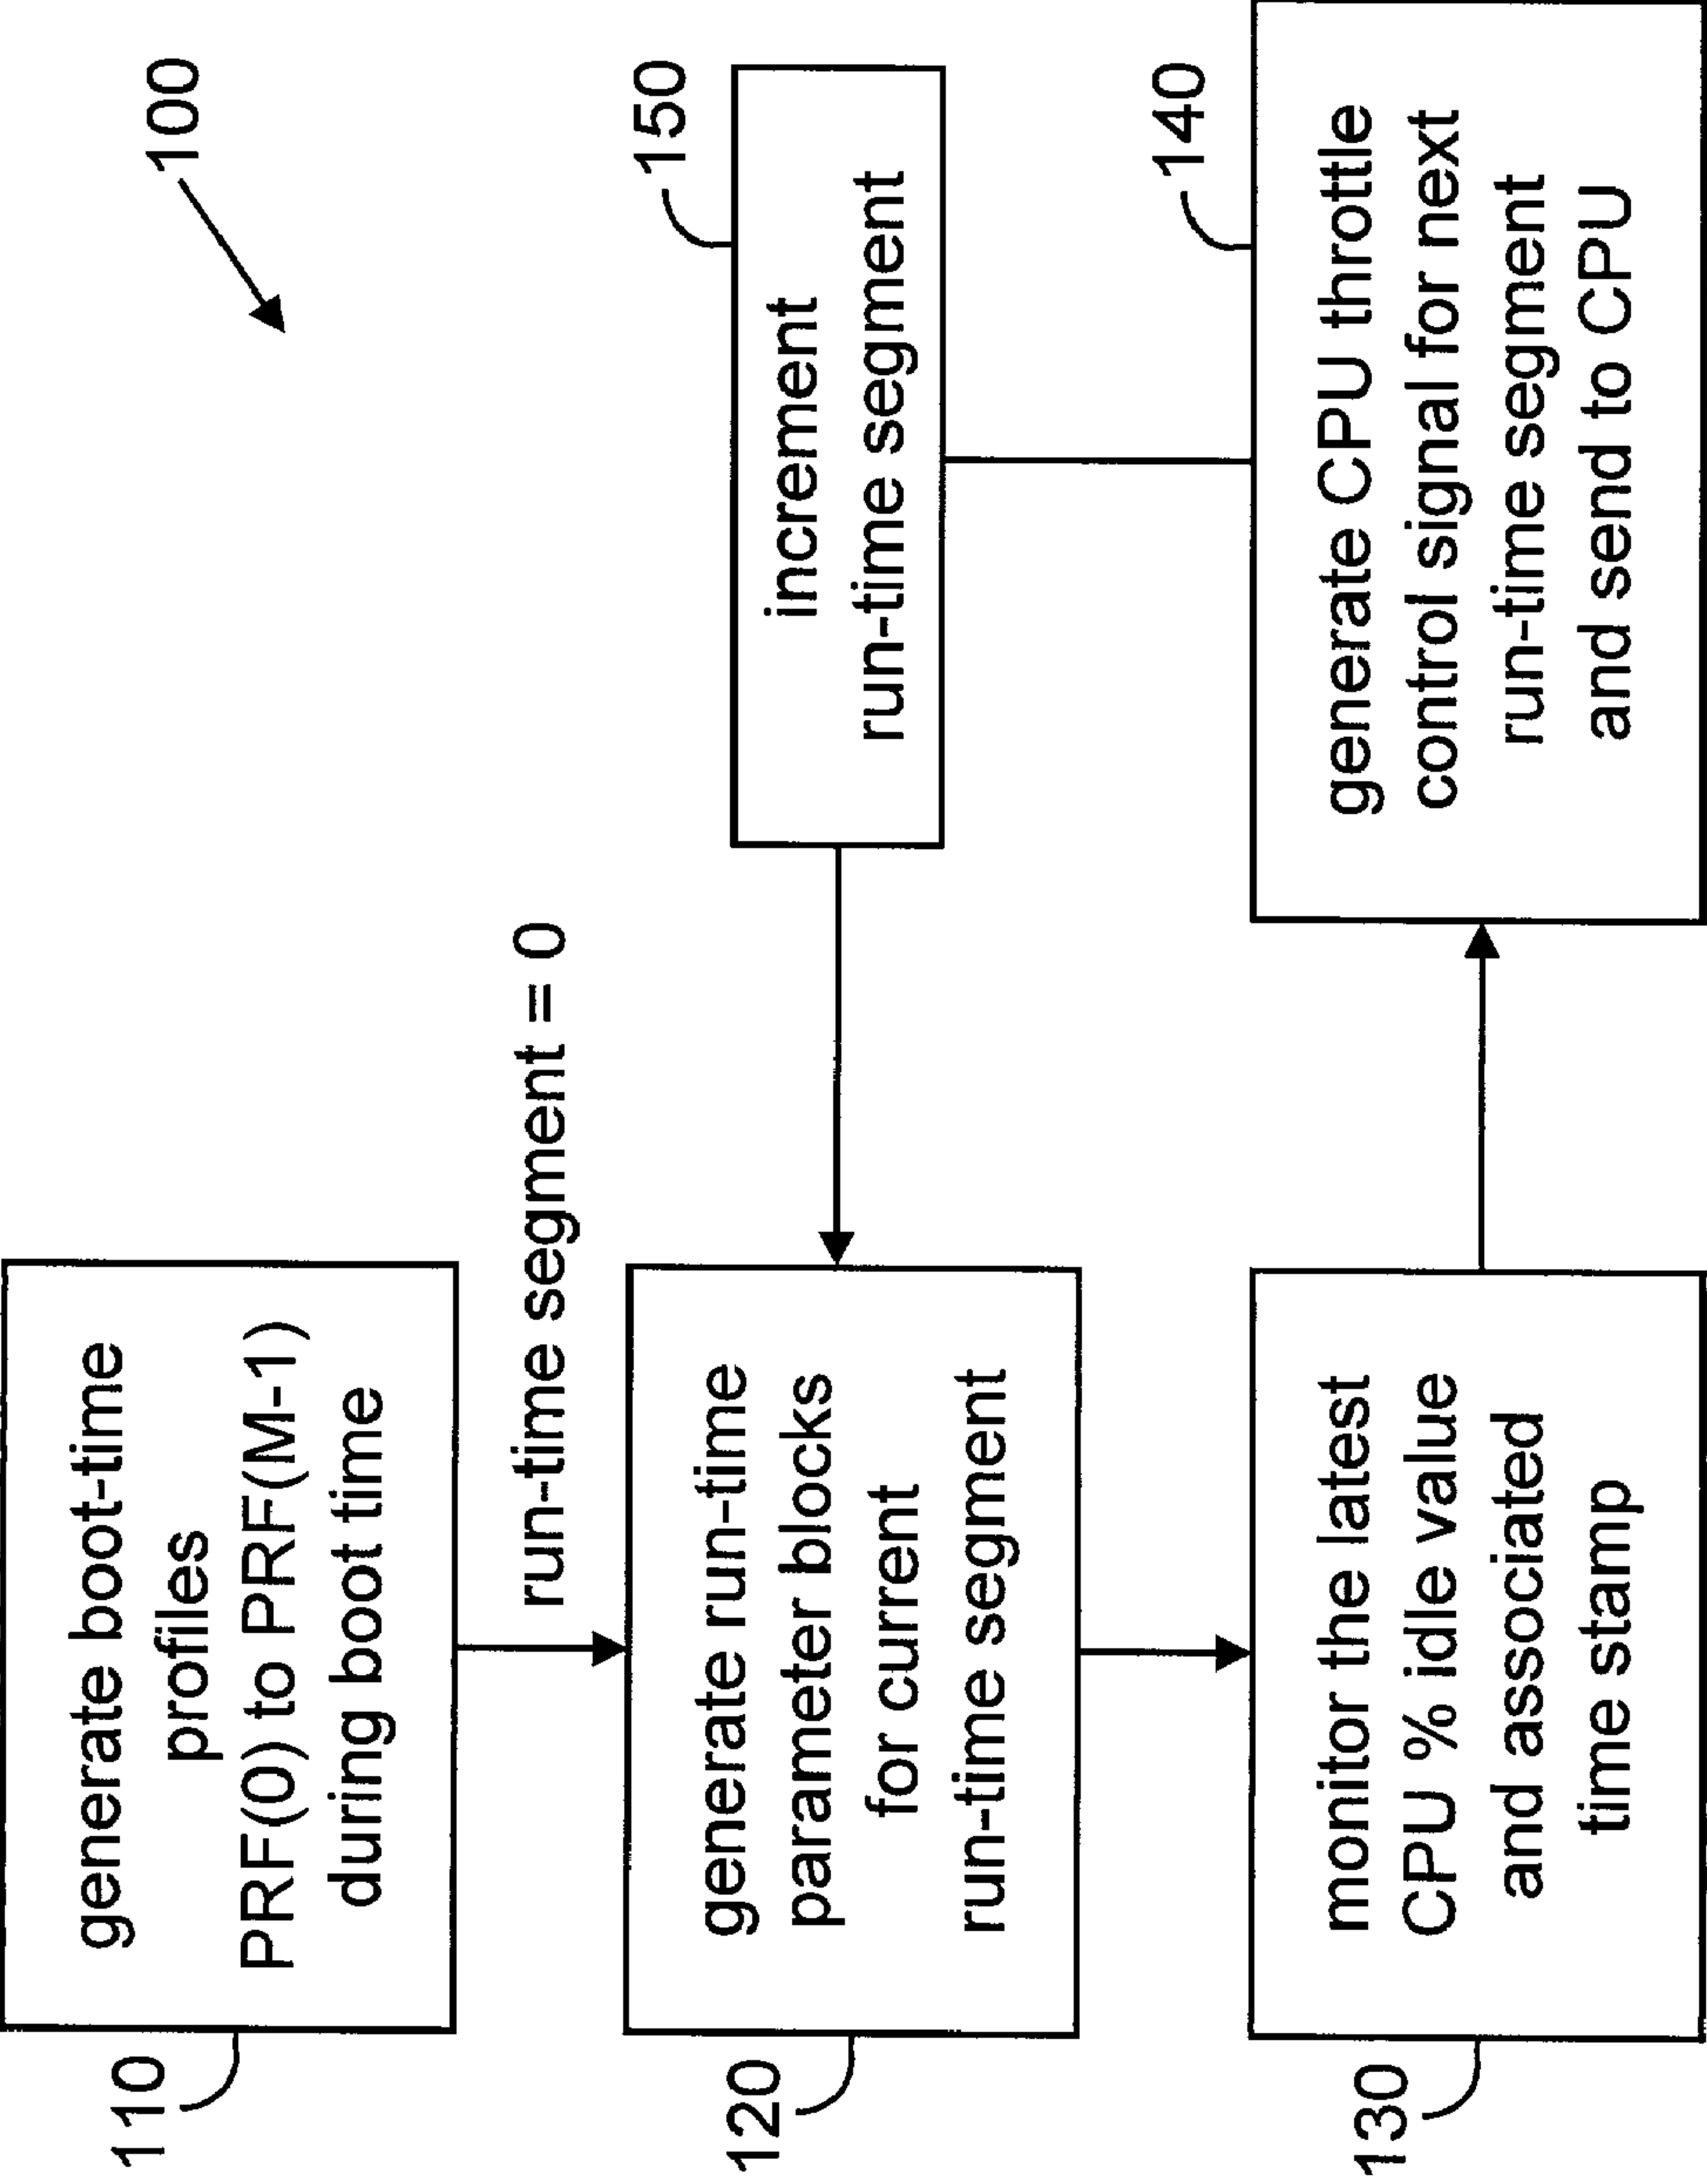 100
110
generate boot-time
profiles
PRF(0) to PRF(M-1)
during boot time
run-time segment = 0
120
generate run-time
parameter blocks
for current
run-time segment
150
increment
run-time segment
130
monitor the latest
CPU % idle value
and associated
time stamp
140
generate CPU throttle
control signal for next
run-time segment
and send to CPU